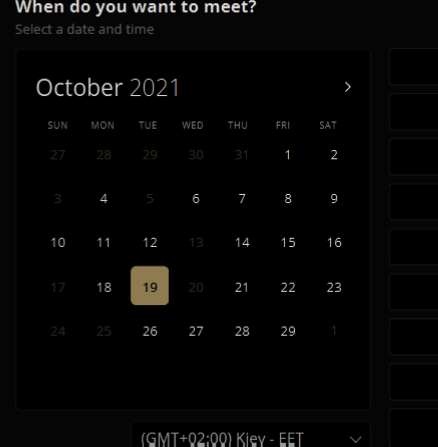 When do you want to meet?
Select a date and time
October 2021
SUN MON TUE WED THU FRI SAT
27 28 29 30 31 1 2
3 4 5 6 7 8 9
10 11 12 13 14 15 16
17 18 19 20 21 22 23
24 25 26 27 28 29 1
(GMT+02:00) Kiev - EET